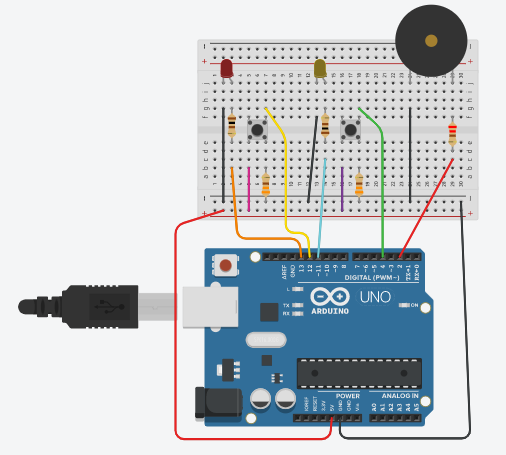 a b c d e
f g h i j
L
TX
RX
AREF
GND
13
12
~11
~10
~9
8
7
~6
~5
4
~3
2
TX→1
RX←0
DIGITAL (PWM~)
UNO
ARDUINO
ON
IOREF
RESET
3.3V
5V
GND
GND
Vin
POWER
ANALOG IN
A0
A1
A2
A3
A4
A5